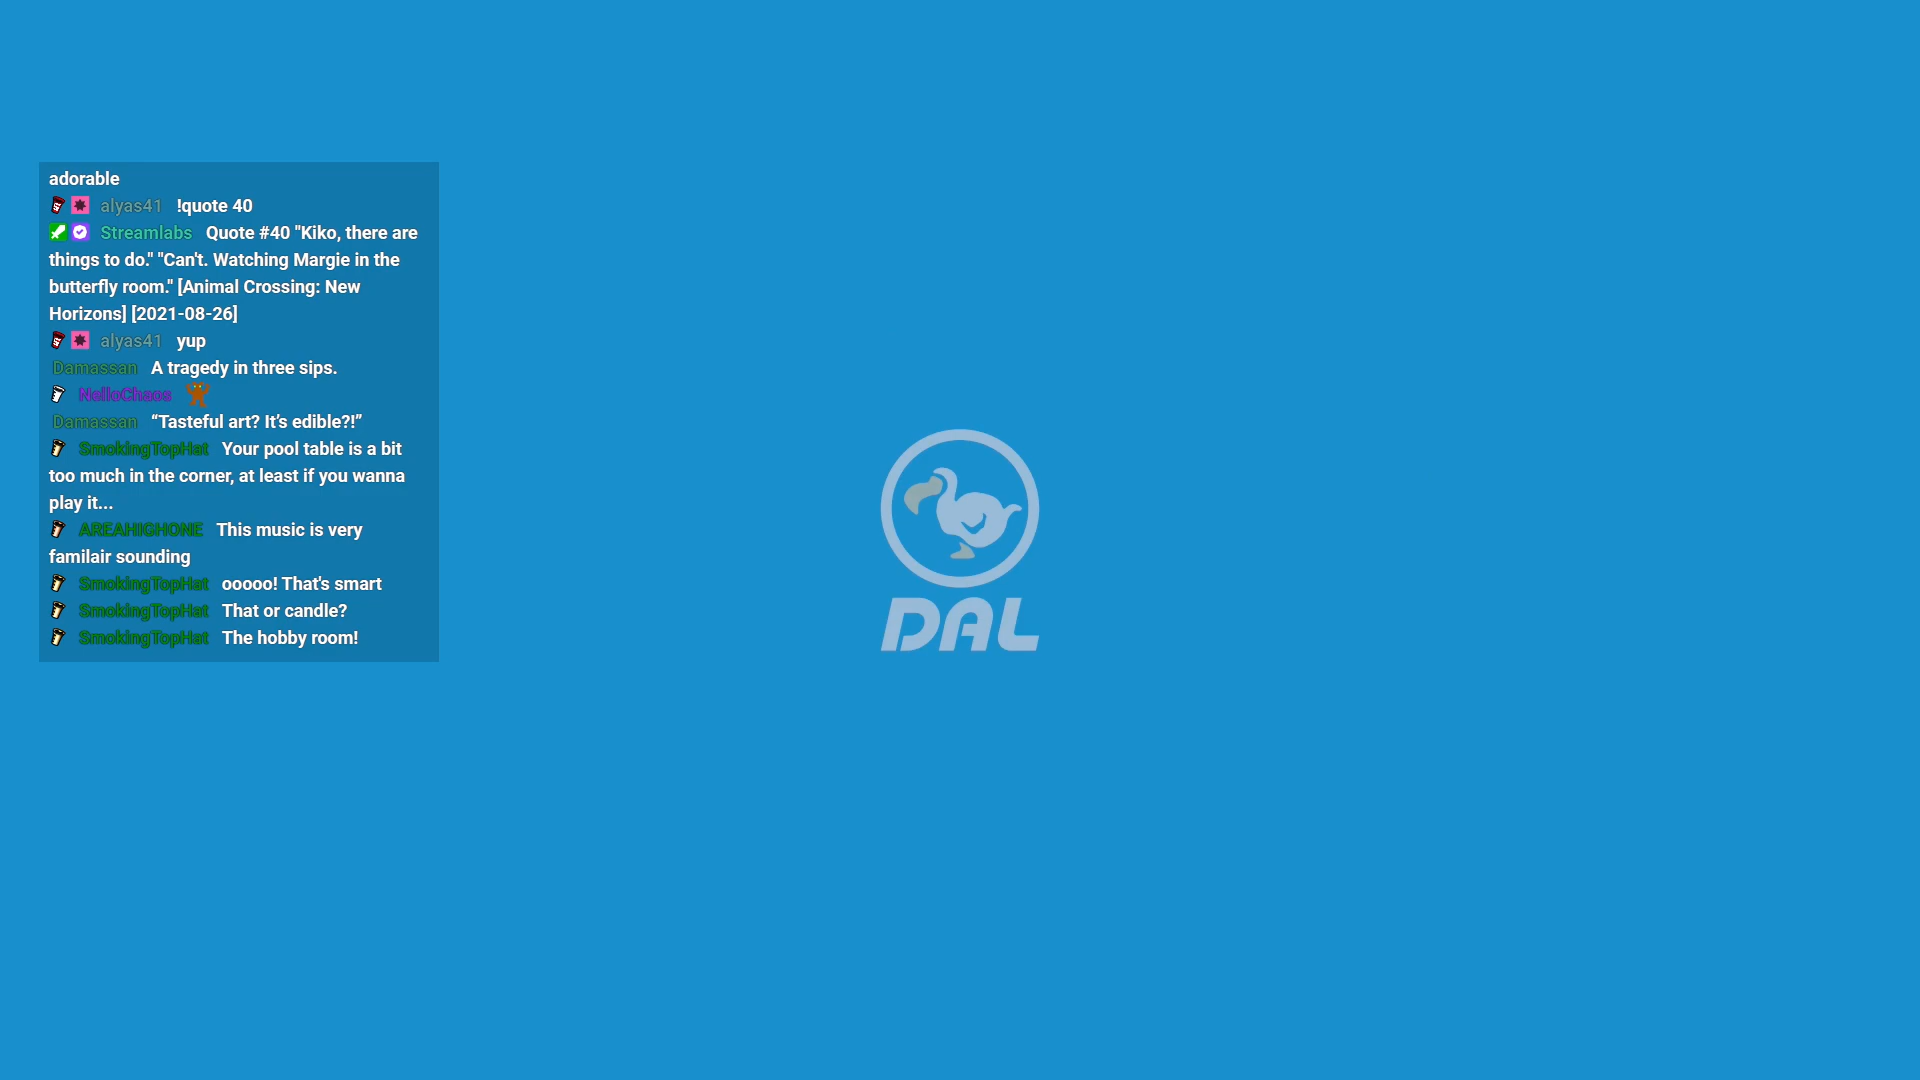 adorable
alyas41 !quote 40
Streamlabs Quote #40 "Kiko, there are
things to do." "Can't. Watching Margie in the
butterfly room." [Animal Crossing: New
Horizons] [2021-08-26]
alyas41 yup
Damassan A tragedy in three sips.
NelloChaos
Damassan “Tasteful art? It’s edible?!”
SmokingTopHat Your pool table is a bit
too much in the corner, at least if you wanna
play it...
AREAHIGHONE This music is very
familair sounding
SmokingTopHat ooooo! That's smart
SmokingTopHat That or candle?
SmokingTopHat The hobby room!
DAL